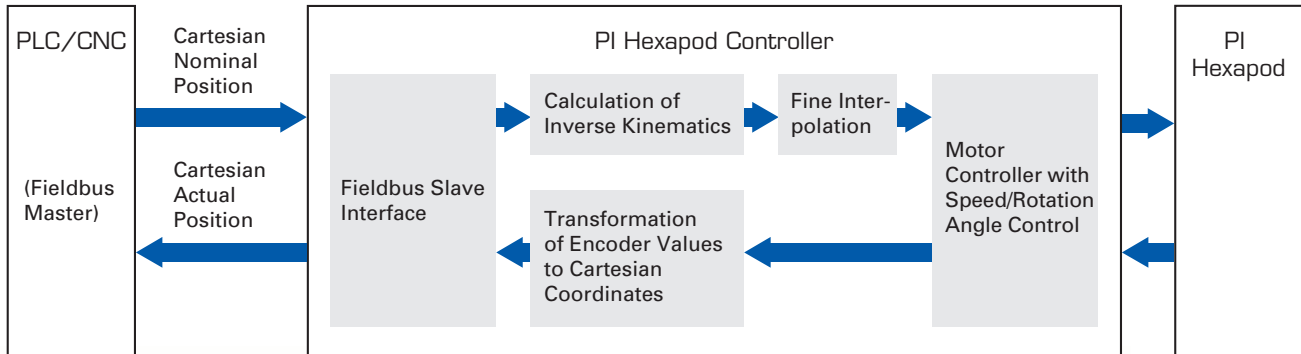 PLC/CNC
(Fieldbus
Master)
Cartesian
Nominal
Position
Cartesian
Actual
Position
PI Hexapod Controller
Fieldbus Slave
Interface
Calculation of
Inverse Kinematics
Fine Inter-
polation
Transformation
of Encoder Values
to Cartesian
Coordinates
Motor
Controller with
Speed/Rotation
Angle Control
PI
Hexapod